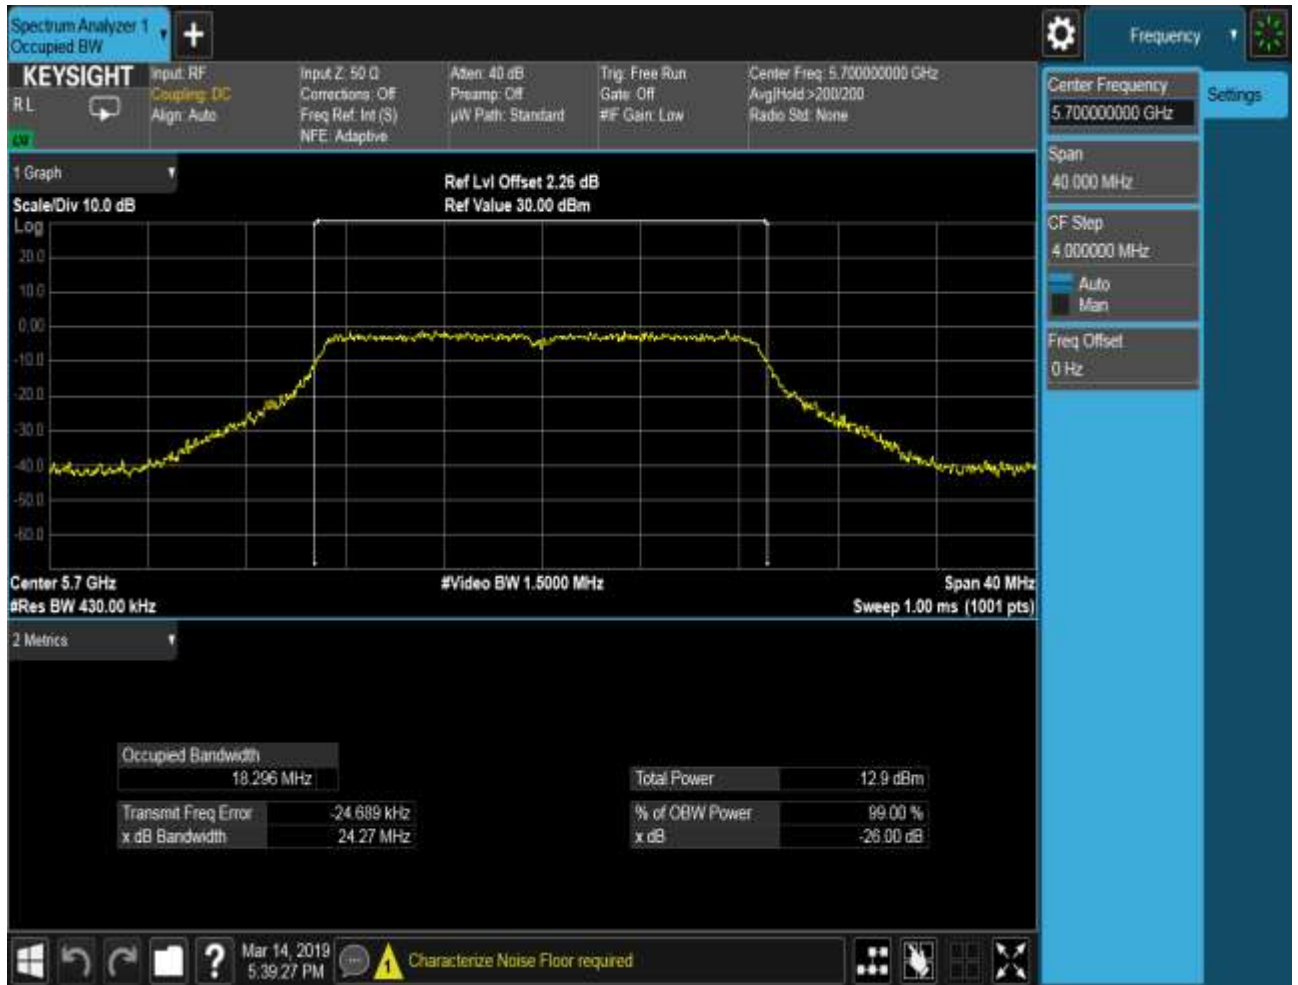 Spectrum Analyzer 1
Occupied BW
Frequency
KEYSIGHT
R L
Input: RF
Coupling: DC
Align: Auto
Input Z: 50 Ω
Corrections: Off
Freq Ref: Int (S)
NFE: Adaptive
Atten: 40 dB
Preamp: Off
µW Path: Standard
Trig: Free Run
Gate: Off
#IF Gain: Low
Center Freq: 5.700000000 GHz
Avg|Hold:>200/200
Radio Std: None
Center Frequency
5.700000000 GHz
Settings
Span
40.000 MHz
CF Step
4.000000 MHz
Auto
Man
Freq Offset
0 Hz
1 Graph
Scale/Div 10.0 dB
Ref Lvl Offset 2.26 dB
Ref Value 30.00 dBm
Log
20.0
10.0
0.00
-10.0
-20.0
-30.0
-40.0
-50.0
-60.0
Center 5.7 GHz
#Video BW 1.5000 MHz
Span 40 MHz
#Res BW 430.00 kHz
Sweep 1.00 ms (1001 pts)
2 Metrics
Occupied Bandwidth
18.296 MHz
Total Power 12.9 dBm
Transmit Freq Error -24.689 kHz
% of OBW Power 99.00 %
x dB Bandwidth 24.27 MHz
x dB -26.00 dB
?
Mar 14, 2019
5:39:27 PM
1
Characterize Noise Floor required